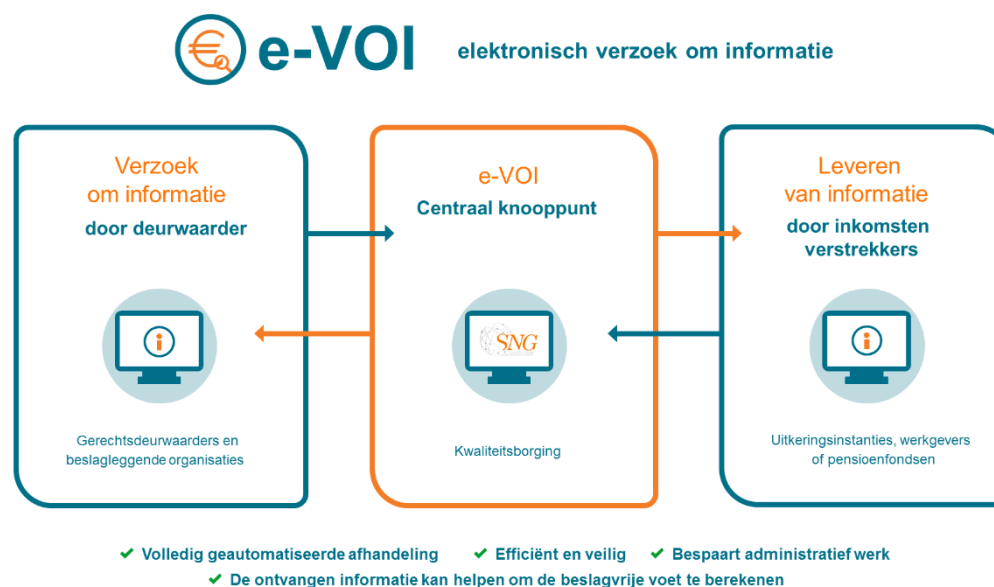 e-VOI elektronisch verzoek om informatie
Verzoek
om informatie
door deurwaarder
Gerechtsdeurwaarders en
beslagleggende organisaties
e-VOI
Centraal knooppunt
SNG
Kwaliteitsborging
Leveren
van informatie
door inkomsten
verstrekkers
Uitkeringsinstanties, werkgevers
of pensioenfondsen
Volledig geautomatiseerde afhandeling Efficiënt en veilig Bespaart administratief werk
De ontvangen informatie kan helpen om de beslagvrije voet te berekenen